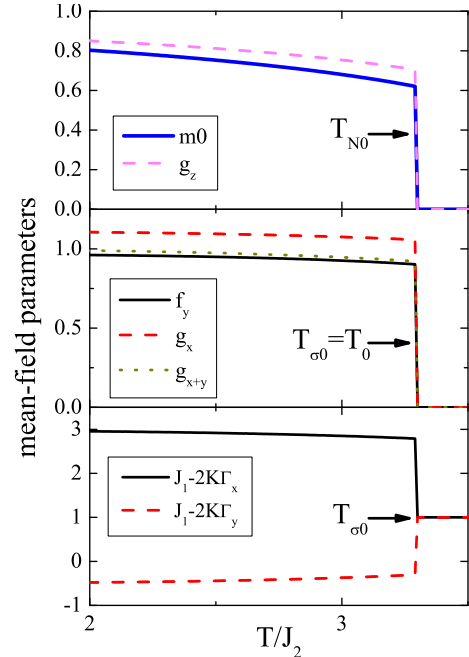 1.0
0.8
0.6
0.4
0.2
0.0
m0
g_z
T_N0
1.0
0.5
0.0
f_y
g_x
g_x+y
T_σ0=T_0
3
2
1
0
-1
J_1-2KΓ_x
J_1-2KΓ_y
T_σ0
2
3
T/J_2
mean-field parameters